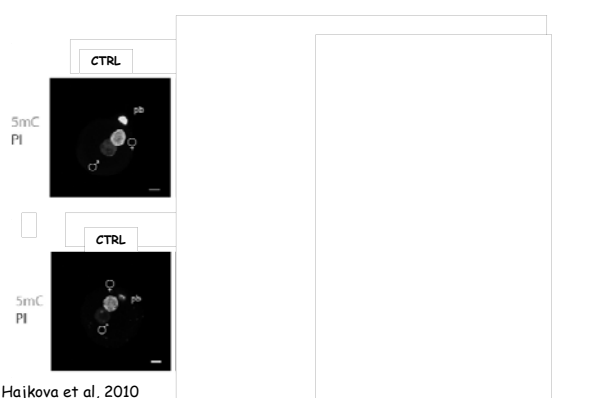 CTRL
pb
5mC
PI
♀
♂
CTRL
♀
5mC
pb
PI
♂
Hajkova et al, 2010